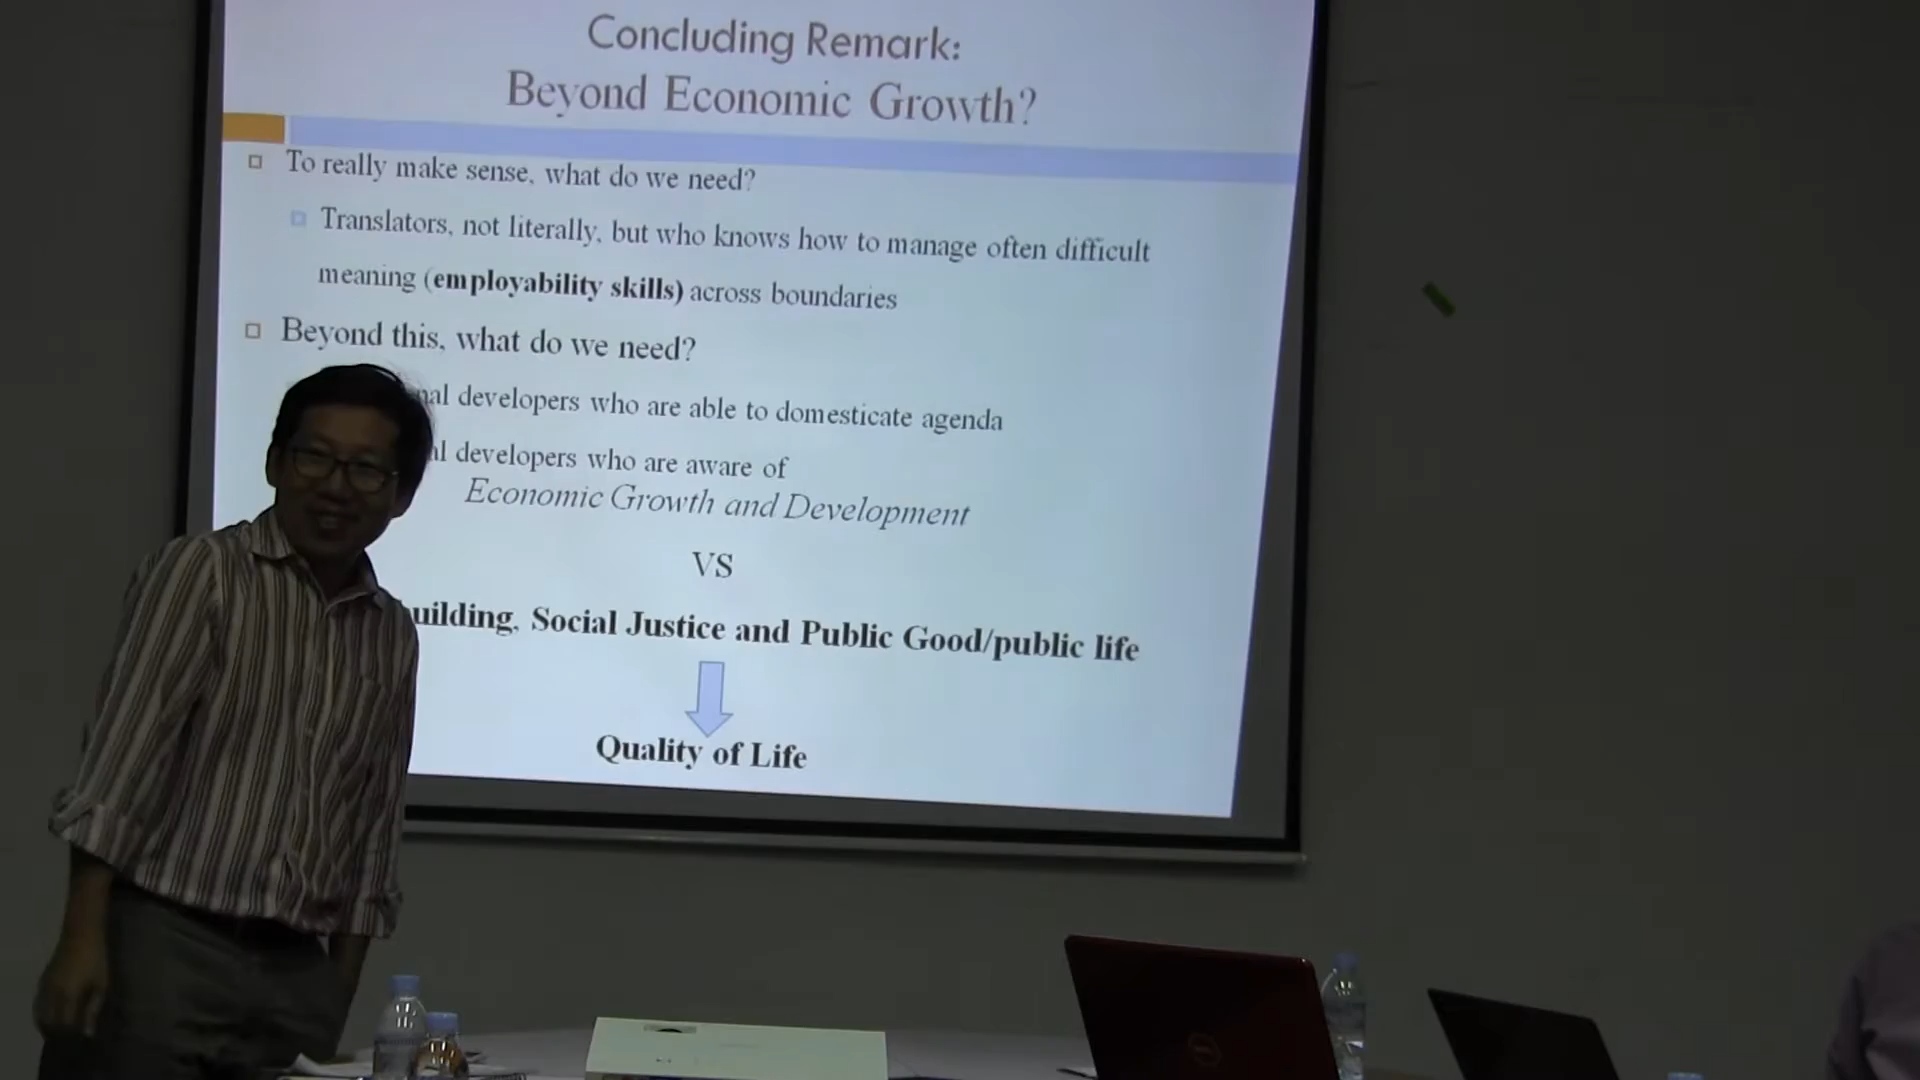 Concluding Remark:
Beyond Economic Growth?
To really make sense, what do we need?
Translators, not literally, but who knows how to manage often difficult
meaning (employability skills) across boundaries
Beyond this, what do we need?
developers who are able to domesticate agenda
developers who are aware of
Economic Growth and Development
VS
Social Justice and Public Good/public life
Quality of Life